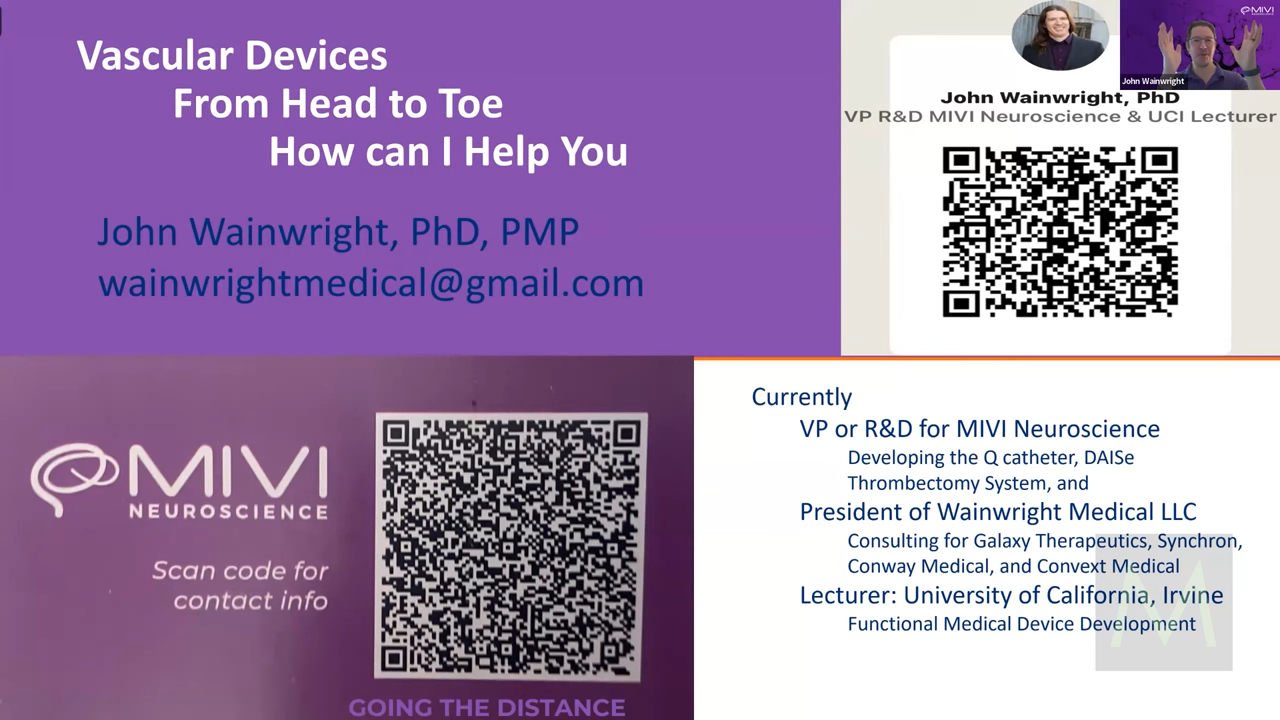 Vascular Devices
From Head to Toe
How can I Help You
John Wainwright, PhD, PMP
wainwrightmedical@gmail.com
MIVI
NEUROSCIENCE
John Wainwright
John Wainwright, PhD
VP R&D MIVI Neuroscience & UCI Lecturer
MIVI
NEUROSCIENCE
Scan code for
contact info
GOING THE DISTANCE
Currently
VP or R&D for MIVI Neuroscience
Developing the Q catheter, DAISe
Thrombectomy System, and
President of Wainwright Medical LLC
Consulting for Galaxy Therapeutics, Synchron,
Conway Medical, and Convext Medical
Lecturer: University of California, Irvine
Functional Medical Device Development
M